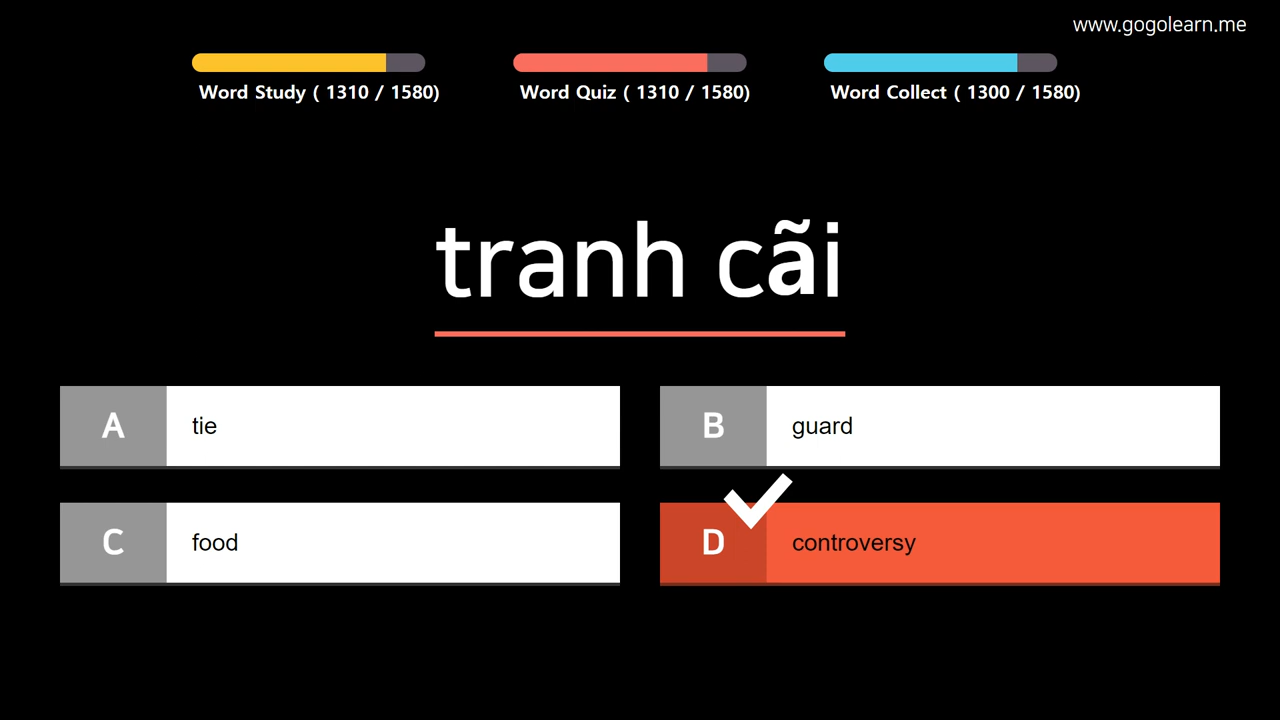 www.gogolearn.me
Word Study ( 1310 / 1580)
Word Quiz ( 1310 / 1580)
Word Collect ( 1300 / 1580)
tranh cãi
A
tie
B
guard
C
food
D
controversy